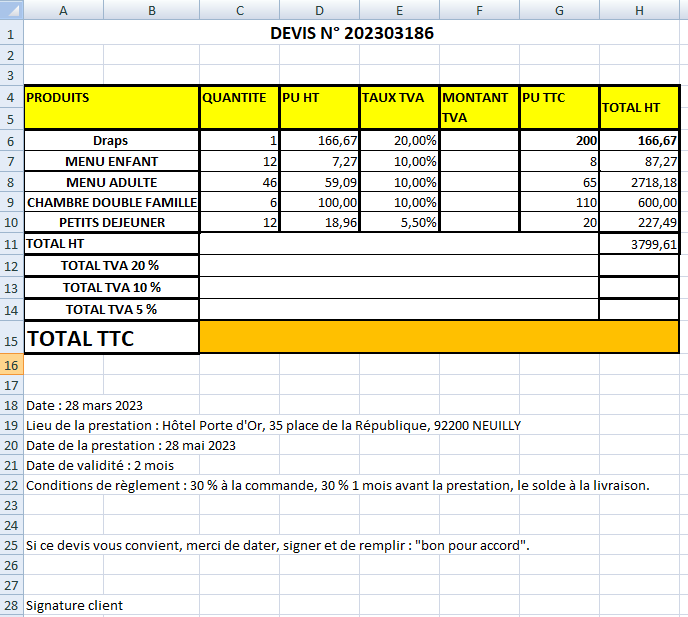 A B C D E F G H
1 DEVIS N° 202303186
2
3
4 PRODUITS QUANTITE PU HT TAUX TVA MONTANT TVA PU TTC TOTAL HT
5
6 Draps 1 166,67 20,00% 200 166,67
7 MENU ENFANT 12 7,27 10,00% 8 87,27
8 MENU ADULTE 46 59,09 10,00% 65 2718,18
9 CHAMBRE DOUBLE FAMILLE 6 100,00 10,00% 110 600,00
10 PETITS DEJEUNER 12 18,96 5,50% 20 227,49
11 TOTAL HT 3799,61
12 TOTAL TVA 20 %
13 TOTAL TVA 10 %
14 TOTAL TVA 5 %
15 TOTAL TTC
16
17
18 Date : 28 mars 2023
19 Lieu de la prestation : Hôtel Porte d'Or, 35 place de la République, 92200 NEUILLY
20 Date de la prestation : 28 mai 2023
21 Date de validité : 2 mois
22 Conditions de règlement : 30 % à la commande, 30 % 1 mois avant la prestation, le solde à la livraison.
23
24
25 Si ce devis vous convient, merci de dater, signer et de remplir : "bon pour accord".
26
27
28 Signature client